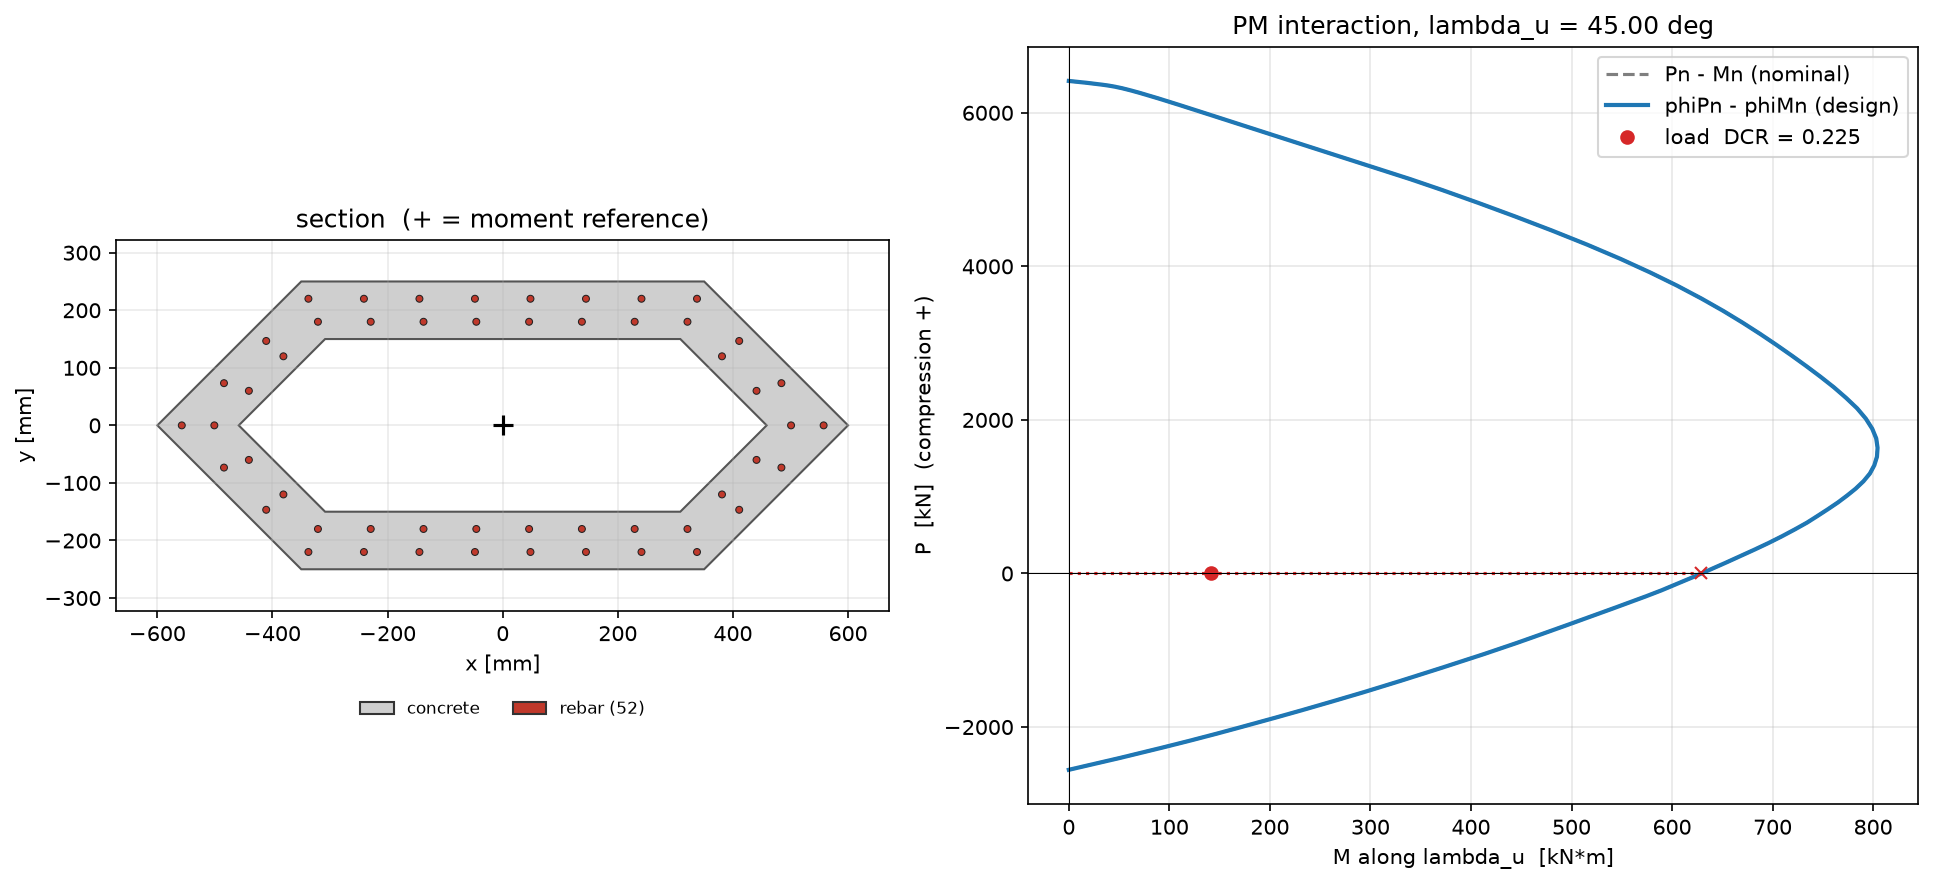 section  (+ = moment reference)
300
200
100
0
−100
−200
−300
y [mm]
−600
−400
−200
0
200
400
600
x [mm]
concrete
rebar (52)
PM interaction, lambda_u = 45.00 deg
Pn - Mn (nominal)
phiPn - phiMn (design)
load  DCR = 0.225
6000
4000
2000
0
−2000
P  [kN]  (compression +)
0
100
200
300
400
500
600
700
800
M along lambda_u  [kN*m]